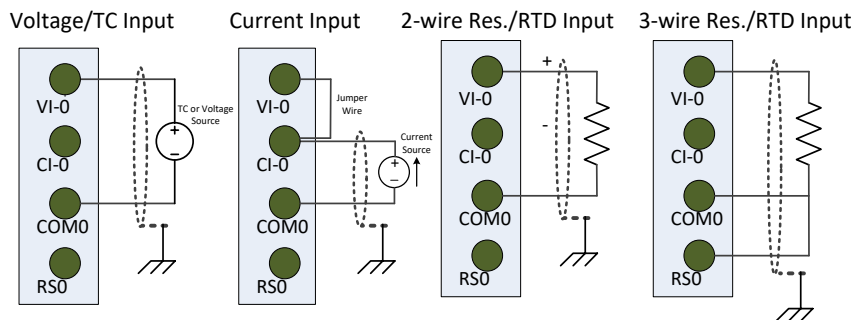 Voltage/TC Input
VI-0
CI-0
COM0
RS0
TC or Voltage
Source
+
−
Current Input
VI-0
CI-0
COM0
RS0
Jumper
Wire
Current
Source
+
−
2-wire Res./RTD Input
VI-0
CI-0
COM0
RS0
+
-
3-wire Res./RTD Input
VI-0
CI-0
COM0
RS0